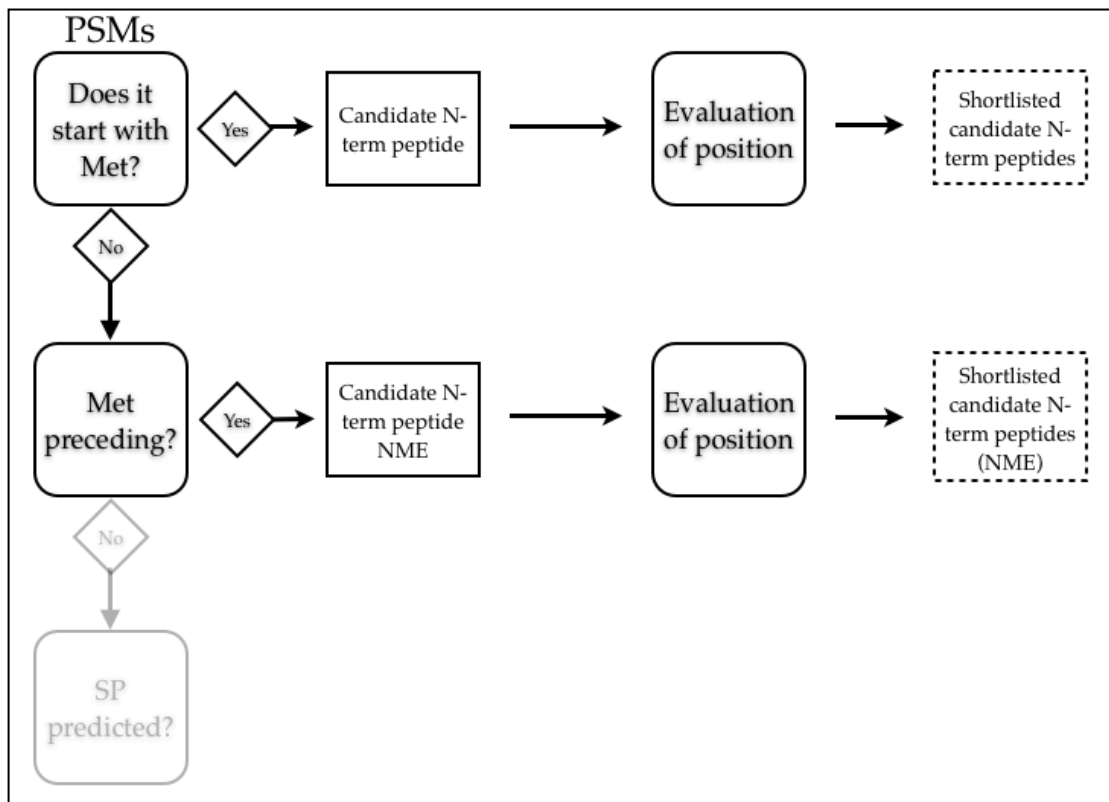 PSMs
Does it
start with
Met?
Yes
Candidate N-
term peptide
Evaluation
of position
Shortlisted
candidate N-
term peptides
No
Met
preceding?
Yes
Candidate N-
term peptide
NME
Evaluation
of position
Shortlisted
candidate N-
term peptides
(NME)
No
SP
predicted?